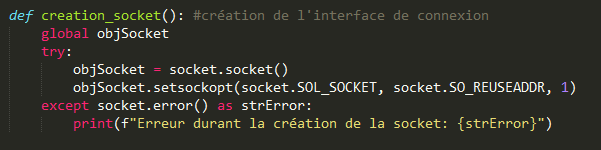 def creation_socket(): #création de l'interface de connexion
    global objSocket
    try:
        objSocket = socket.socket()
        objSocket.setsockopt(socket.SOL_SOCKET, socket.SO_REUSEADDR, 1)
    except socket.error() as strError:
        print(f"Erreur durant la création de la socket: {strError}")